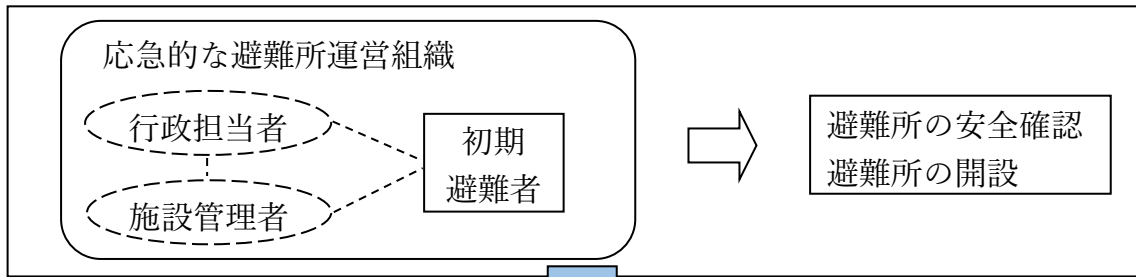 応急的な避難所運営組織
行政担当者
施設管理者
初期
避難者
避難所の安全確認
避難所の開設